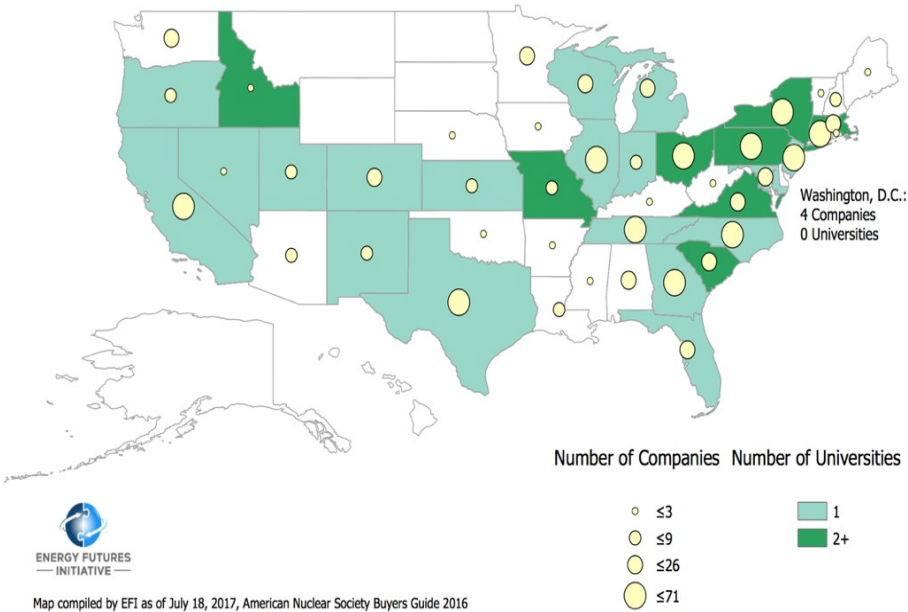 Washington, D.C.:
4 Companies
0 Universities
Number of Companies Number of Universities
≤3 1
≤9 2+
≤26
≤71
ENERGY FUTURES
INITIATIVE
Map compiled by EFI as of July 18, 2017, American Nuclear Society Buyers Guide 2016